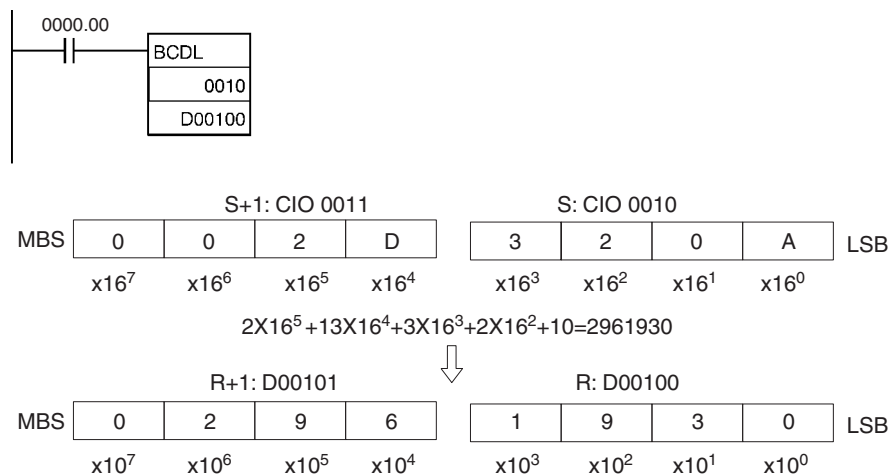 0000.00
BCDL
0010
D00100
S+1: CIO 0011 S: CIO 0010
MBS 0 0 2 D 3 2 0 A LSB
x16⁷ x16⁶ x16⁵ x16⁴ x16³ x16² x16¹ x16⁰
2X16⁵+13X16⁴+3X16³+2X16²+10=2961930
R+1: D00101 R: D00100
MBS 0 2 9 6 1 9 3 0 LSB
x10⁷ x10⁶ x10⁵ x10⁴ x10³ x10² x10¹ x10⁰